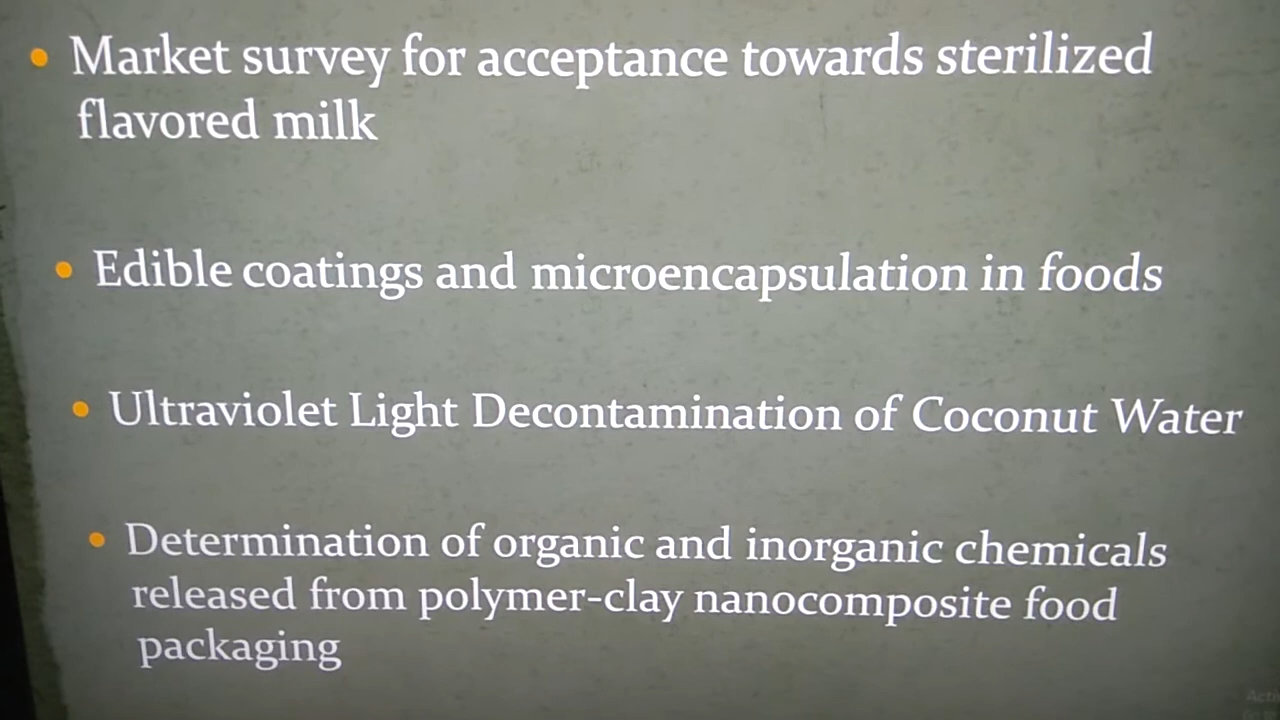 • Market survey for acceptance towards sterilized
flavored milk
• Edible coatings and microencapsulation in foods
• Ultraviolet Light Decontamination of Coconut Water
• Determination of organic and inorganic chemicals
released from polymer-clay nanocomposite food
packaging